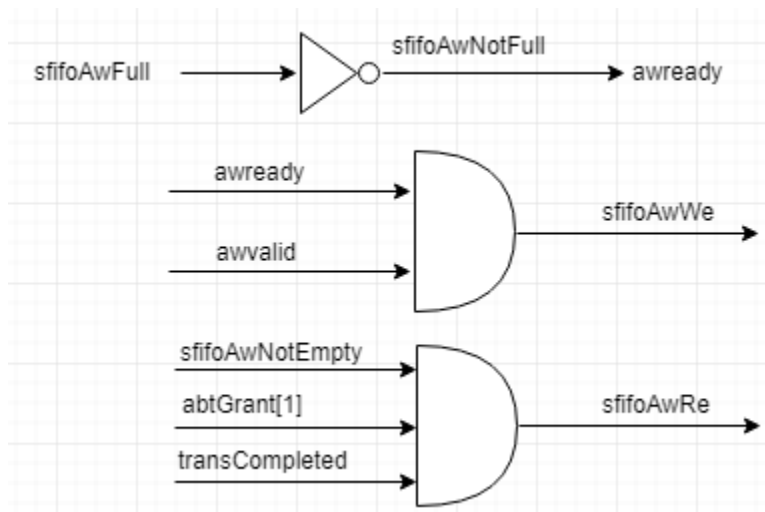 sfifoAwNotFull
sfifoAwFull
awready
awready
sfifoAwWe
awvalid
sfifoAwNotEmpty
abtGrant[1]
sfifoAwRe
transCompleted